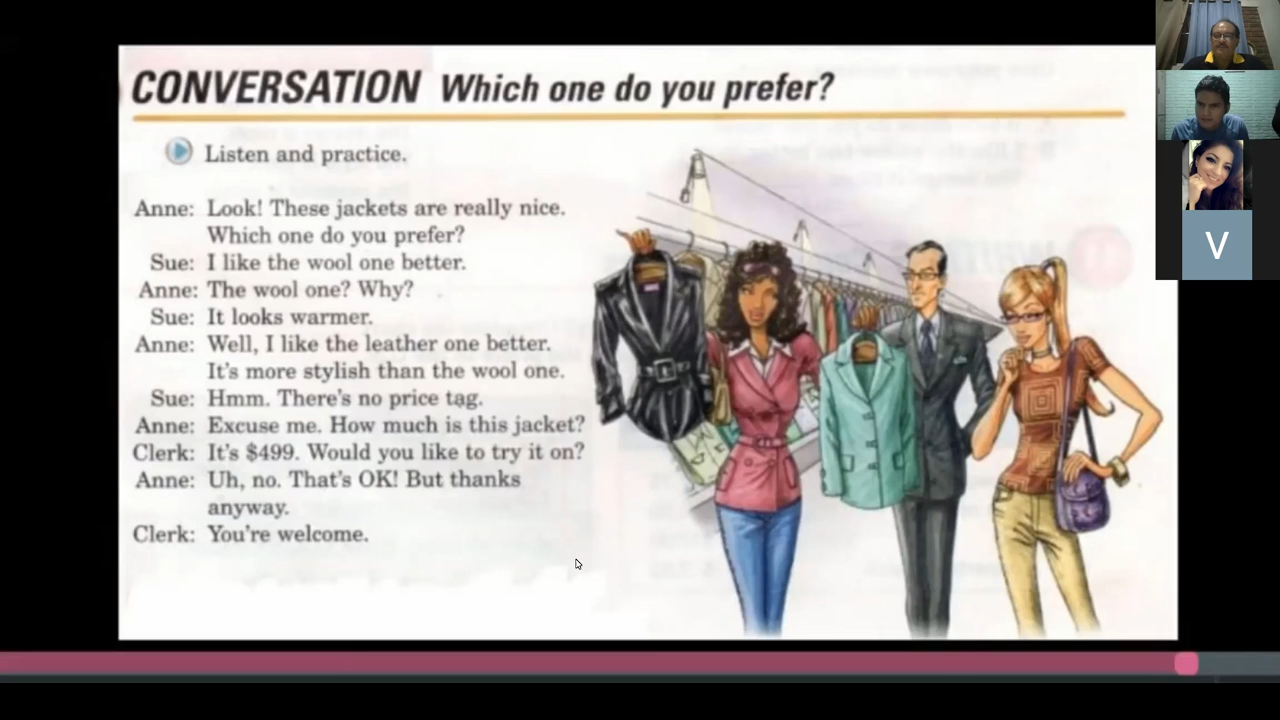 CONVERSATION Which one do you prefer?
Listen and practice.
Anne: Look! These jackets are really nice.
Which one do you prefer?
Sue: I like the wool one better.
Anne: The wool one? Why?
Sue: It looks warmer.
Anne: Well, I like the leather one better.
It's more stylish than the wool one.
Sue: Hmm. There's no price tag.
Anne: Excuse me. How much is this jacket?
Clerk: It's $499. Would you like to try it on?
Anne: Uh, no. That's OK! But thanks
anyway.
Clerk: You're welcome.
V